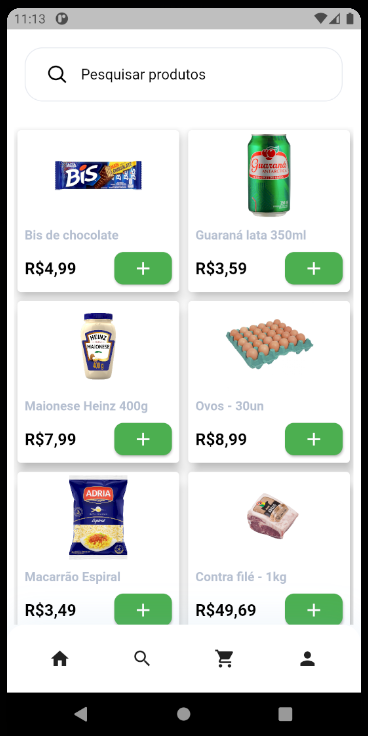 11:13
Pesquisar produtos
BIS
Bis de chocolate
R$4,99
Guaraná
Guaraná lata 350ml
R$3,59
HEINZ
MAIONESE
Maionese Heinz 400g
R$7,99
Ovos - 30un
R$8,99
ADRIA
Espiral
Macarrão Espiral
R$3,49
Contra filé - 1kg
R$49,69